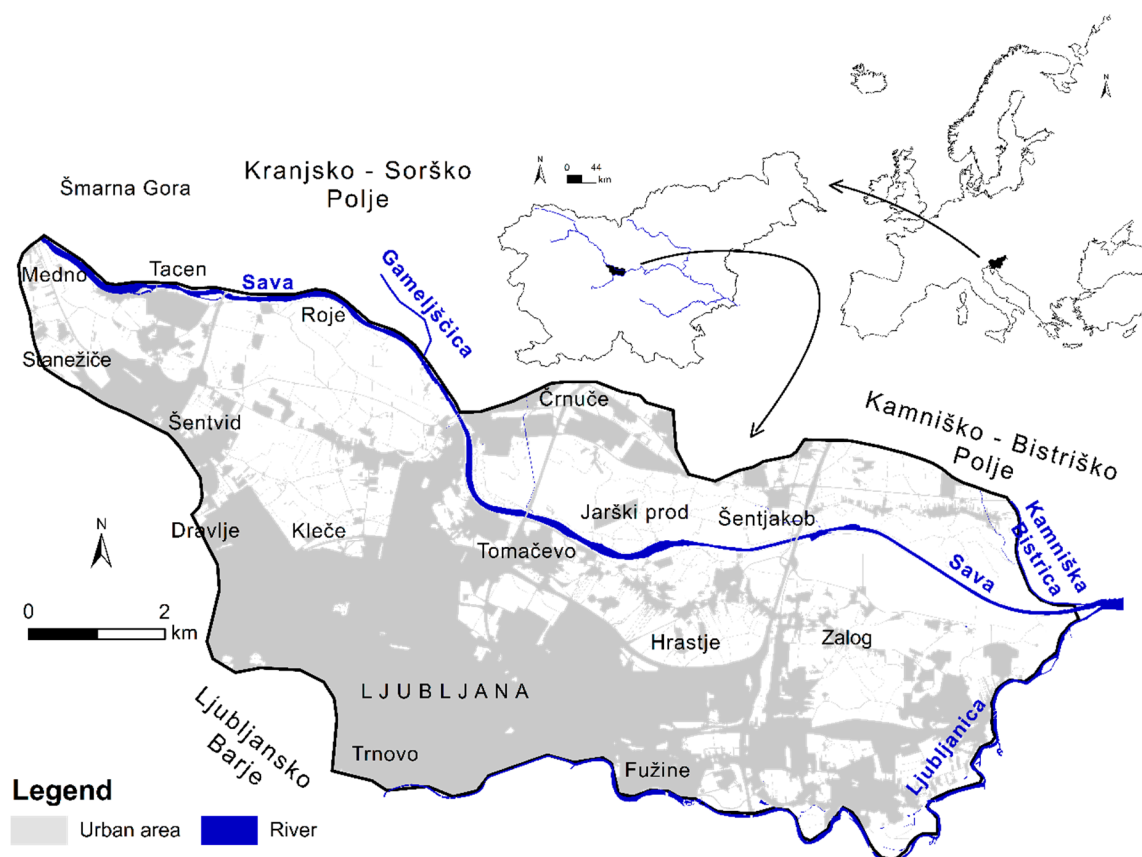 Kranjsko - Sorško
Polje
Šmarna Gora
N
0 44
km
N
Medno
Tacen
Sava
Gameljščica
Roje
Stanežiče
Šentvid
Črnuče
Kamniško - Bistriško
Polje
Dravlje
Kleče
Jarški prod
Šentjakob
Tomačevo
Kamniška
Bistrica
Sava
N
0 2
km
Hrastje
Zalog
LJUBLJANA
Ljubljansko
Barje
Trnovo
Fužine
Ljubljanica
Legend
Urban area
River